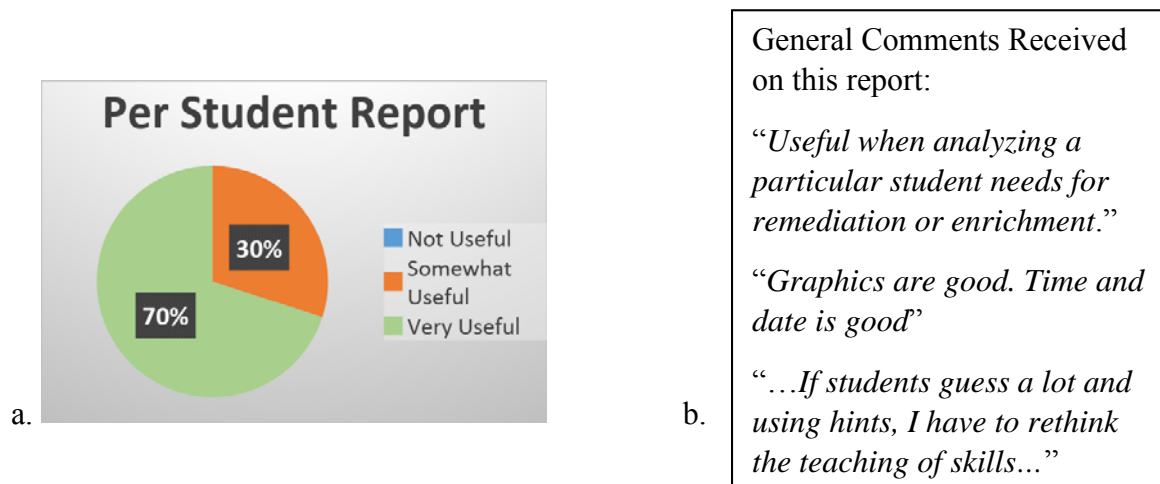 Per Student Report
30%
70%
Not Useful
Somewhat
Useful
Very Useful
a.
b.
General Comments Received
on this report:
“Useful when analyzing a
particular student needs for
remediation or enrichment.”
“Graphics are good. Time and
date is good”
“…If students guess a lot and
using hints, I have to rethink
the teaching of skills...”